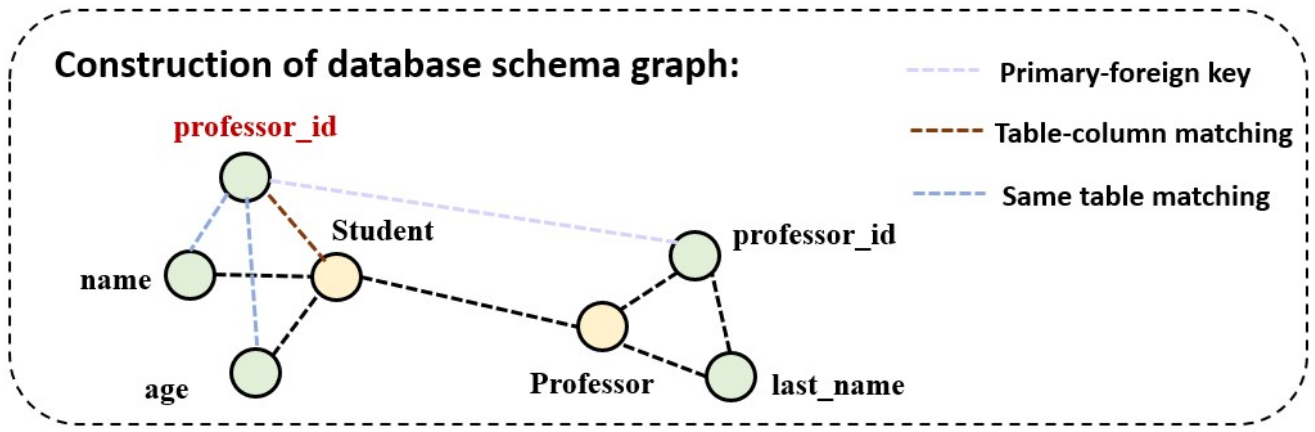 Construction of database schema graph:
Primary-foreign key
Table-column matching
Same table matching
professor_id
Student
name
age
professor_id
Professor
last_name